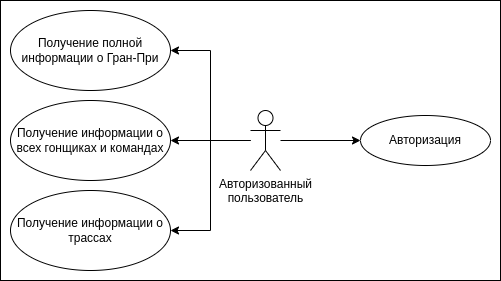 Получение полной
информации о Гран-При
Получение информации о
всех гонщиках и командах
Получение информации о
трассах
Авторизованный
пользователь
Авторизация